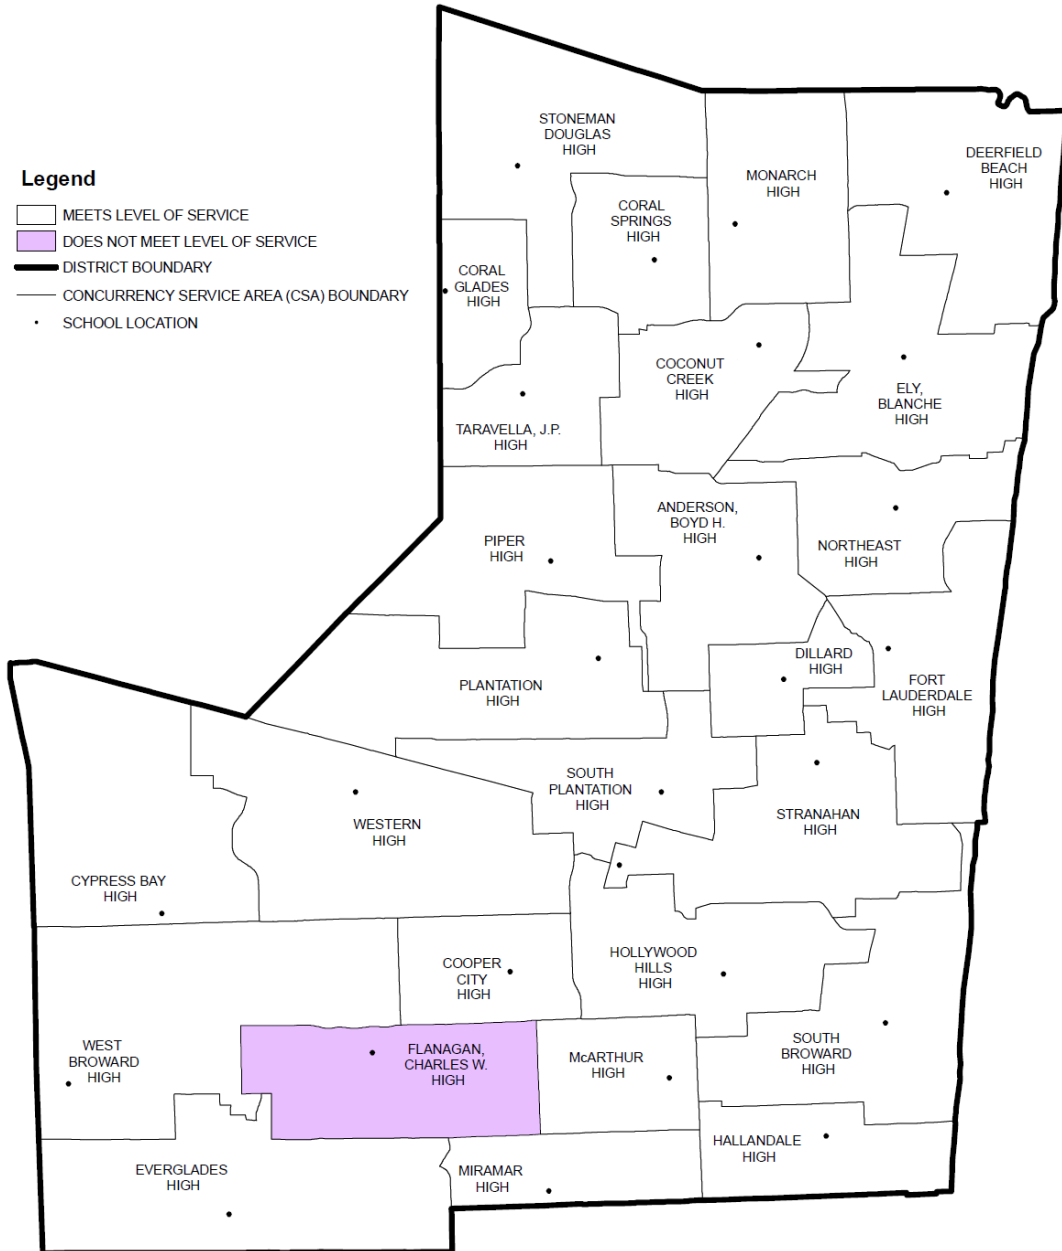 STONEMAN
DOUGLAS
HIGH
DEERFIELD
BEACH
HIGH
MONARCH
HIGH
Legend
MEETS LEVEL OF SERVICE
DOES NOT MEET LEVEL OF SERVICE
DISTRICT BOUNDARY
CONCURRENCY SERVICE AREA (CSA) BOUNDARY
SCHOOL LOCATION
CORAL
SPRINGS
HIGH
CORAL
GLADES
HIGH
COCONUT
CREEK
HIGH
ELY,
BLANCHE
HIGH
TARAVELLA, J.P.
HIGH
ANDERSON,
BOYD H.
HIGH
PIPER
HIGH
NORTHEAST
HIGH
DILLARD
HIGH
PLANTATION
HIGH
FORT
LAUDERDALE
HIGH
SOUTH
PLANTATION
HIGH
STRANAHAN
HIGH
WESTERN
HIGH
CYPRESS BAY
HIGH
HOLLYWOOD
HILLS
HIGH
COOPER
CITY
HIGH
WEST
BROWARD
HIGH
FLANAGAN,
CHARLES W.
HIGH
McARTHUR
HIGH
SOUTH
BROWARD
HIGH
HALLANDALE
HIGH
EVERGLADES
HIGH
MIRAMAR
HIGH